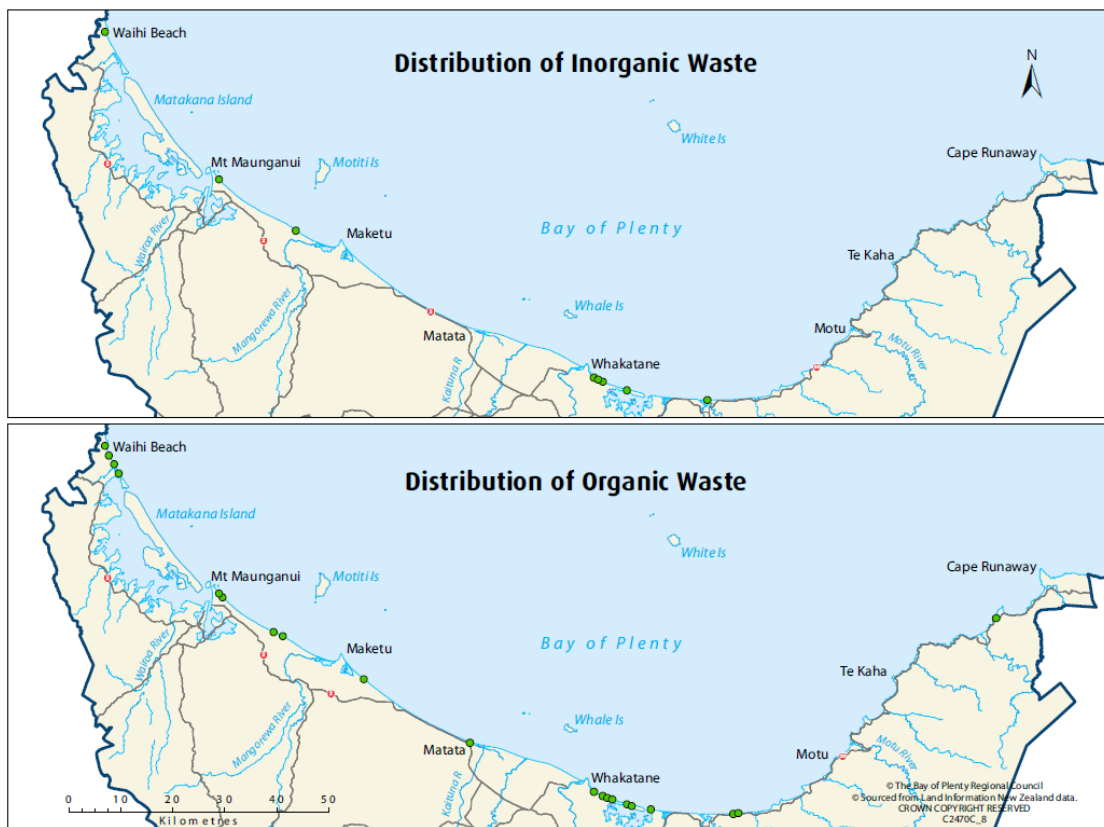 Waihi Beach
Distribution of Inorganic Waste
N
Matakana Island
White Is
Cape Runaway
Mt Maunganui
Motiti Is
2
Wairoa River
Maketu
Bay of Plenty
2
Te Kaha
Mangorewa River
Whale Is
Matata
Motu
Motu River
Kaituna R
Whakatane
Waihi Beach
Distribution of Organic Waste
Matakana Island
White Is
Cape Runaway
Mt Maunganui
Motiti Is
2
Wairoa River
Maketu
Bay of Plenty
2
Te Kaha
Mangorewa River
Whale Is
Matata
Motu
Motu River
Kaituna R
Whakatane
0 10 20 30 40 50
Kilometres
© The Bay of Plenty Regional Council
© Sourced from Land Information New Zealand data.
CROWN COPYRIGHT RESERVED
C2470C_8